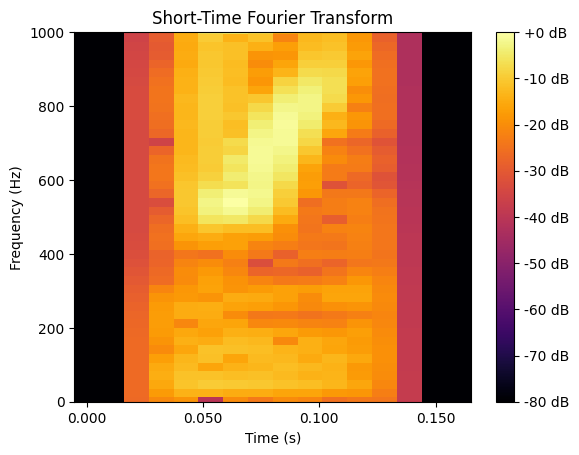 Short-Time Fourier Transform
1000
800
600
400
200
0
Frequency (Hz)
0.000
0.050
0.100
0.150
Time (s)
+0 dB
-10 dB
-20 dB
-30 dB
-40 dB
-50 dB
-60 dB
-70 dB
-80 dB